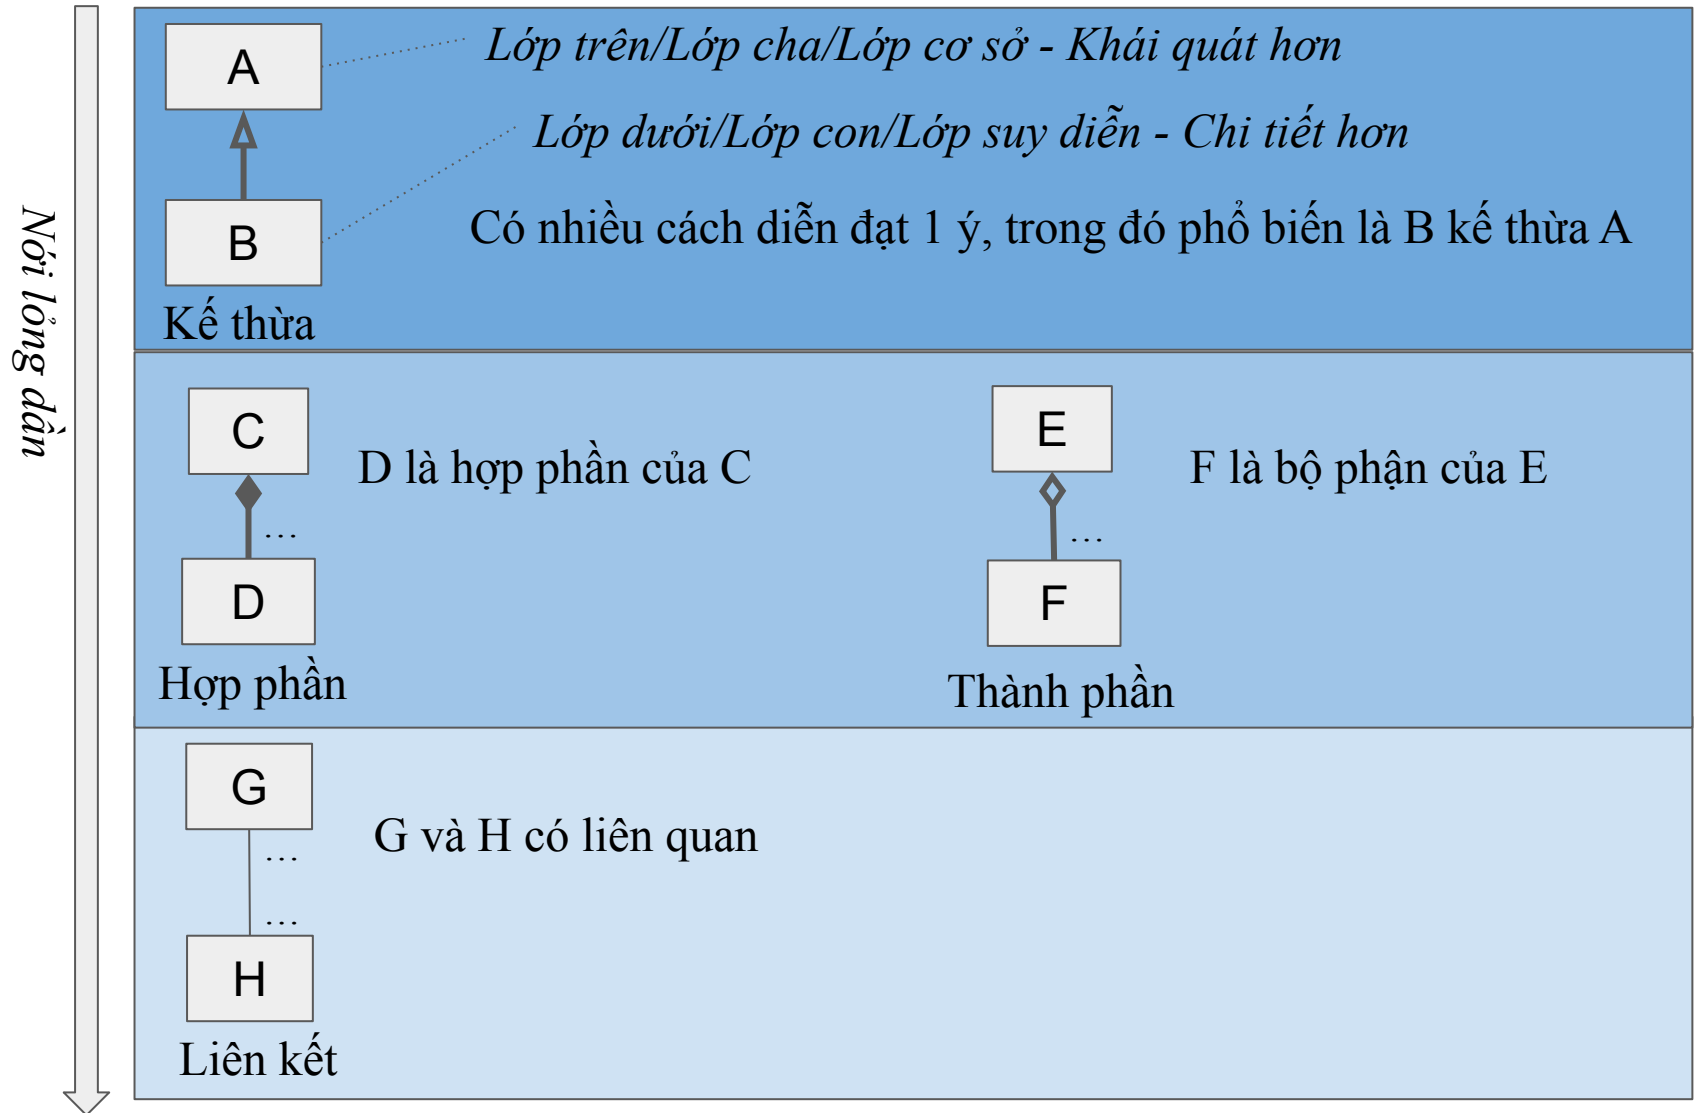 Nới lỏng dần
A
Lớp trên/Lớp cha/Lớp cơ sở - Khái quát hơn
Lớp dưới/Lớp con/Lớp suy diễn - Chi tiết hơn
B
Có nhiều cách diễn đạt 1 ý, trong đó phổ biến là B kế thừa A
Kế thừa
C
D là hợp phần của C
...
D
Hợp phần
E
F là bộ phận của E
...
F
Thành phần
G
...
G và H có liên quan
...
H
Liên kết